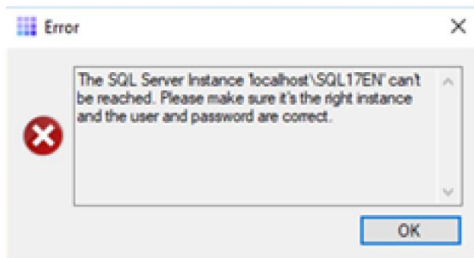 Error
The SQL Server Instance 'localhost\SQL17EN' can't
be reached. Please make sure it's the right instance
and the user and password are correct.
OK